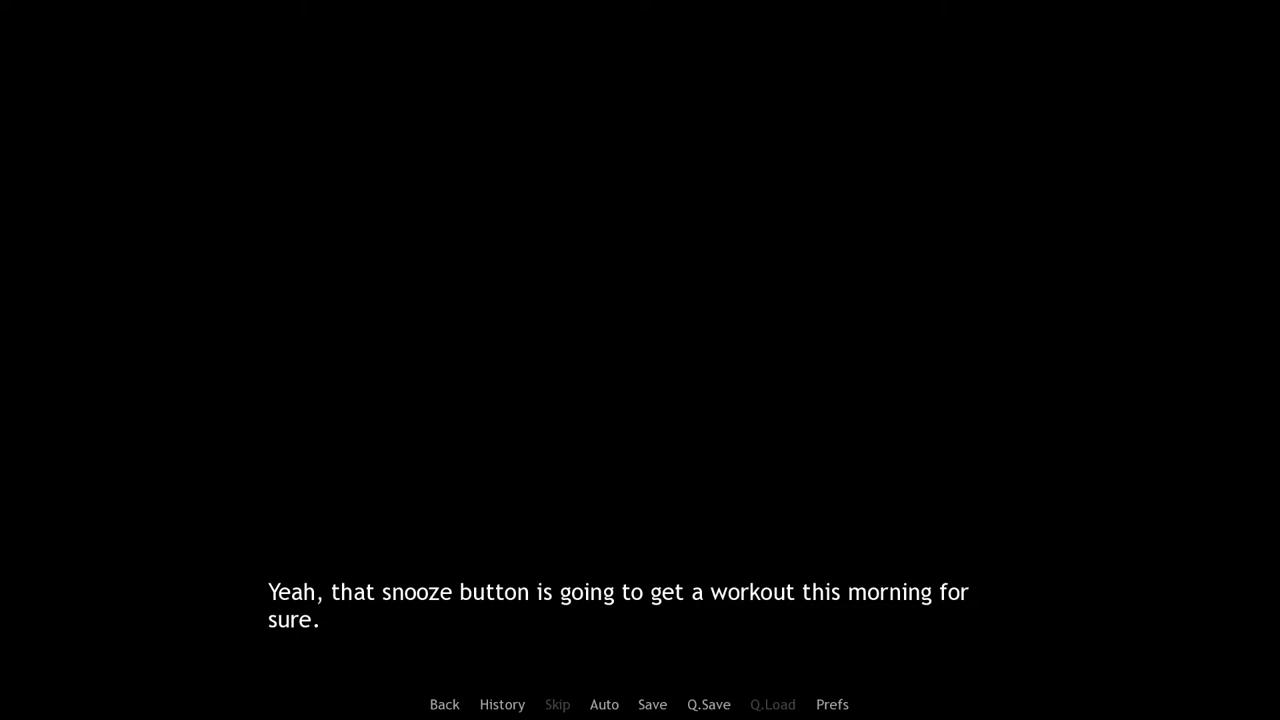 Yeah, that snooze button is going to get a workout this morning for
sure.
Back History Skip Auto Save Q.Save Q.Load Prefs